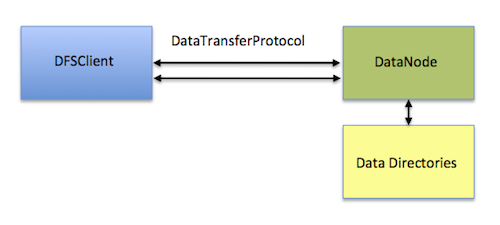 DataTransferProtocol
DFSClient
DataNode
Data Directories